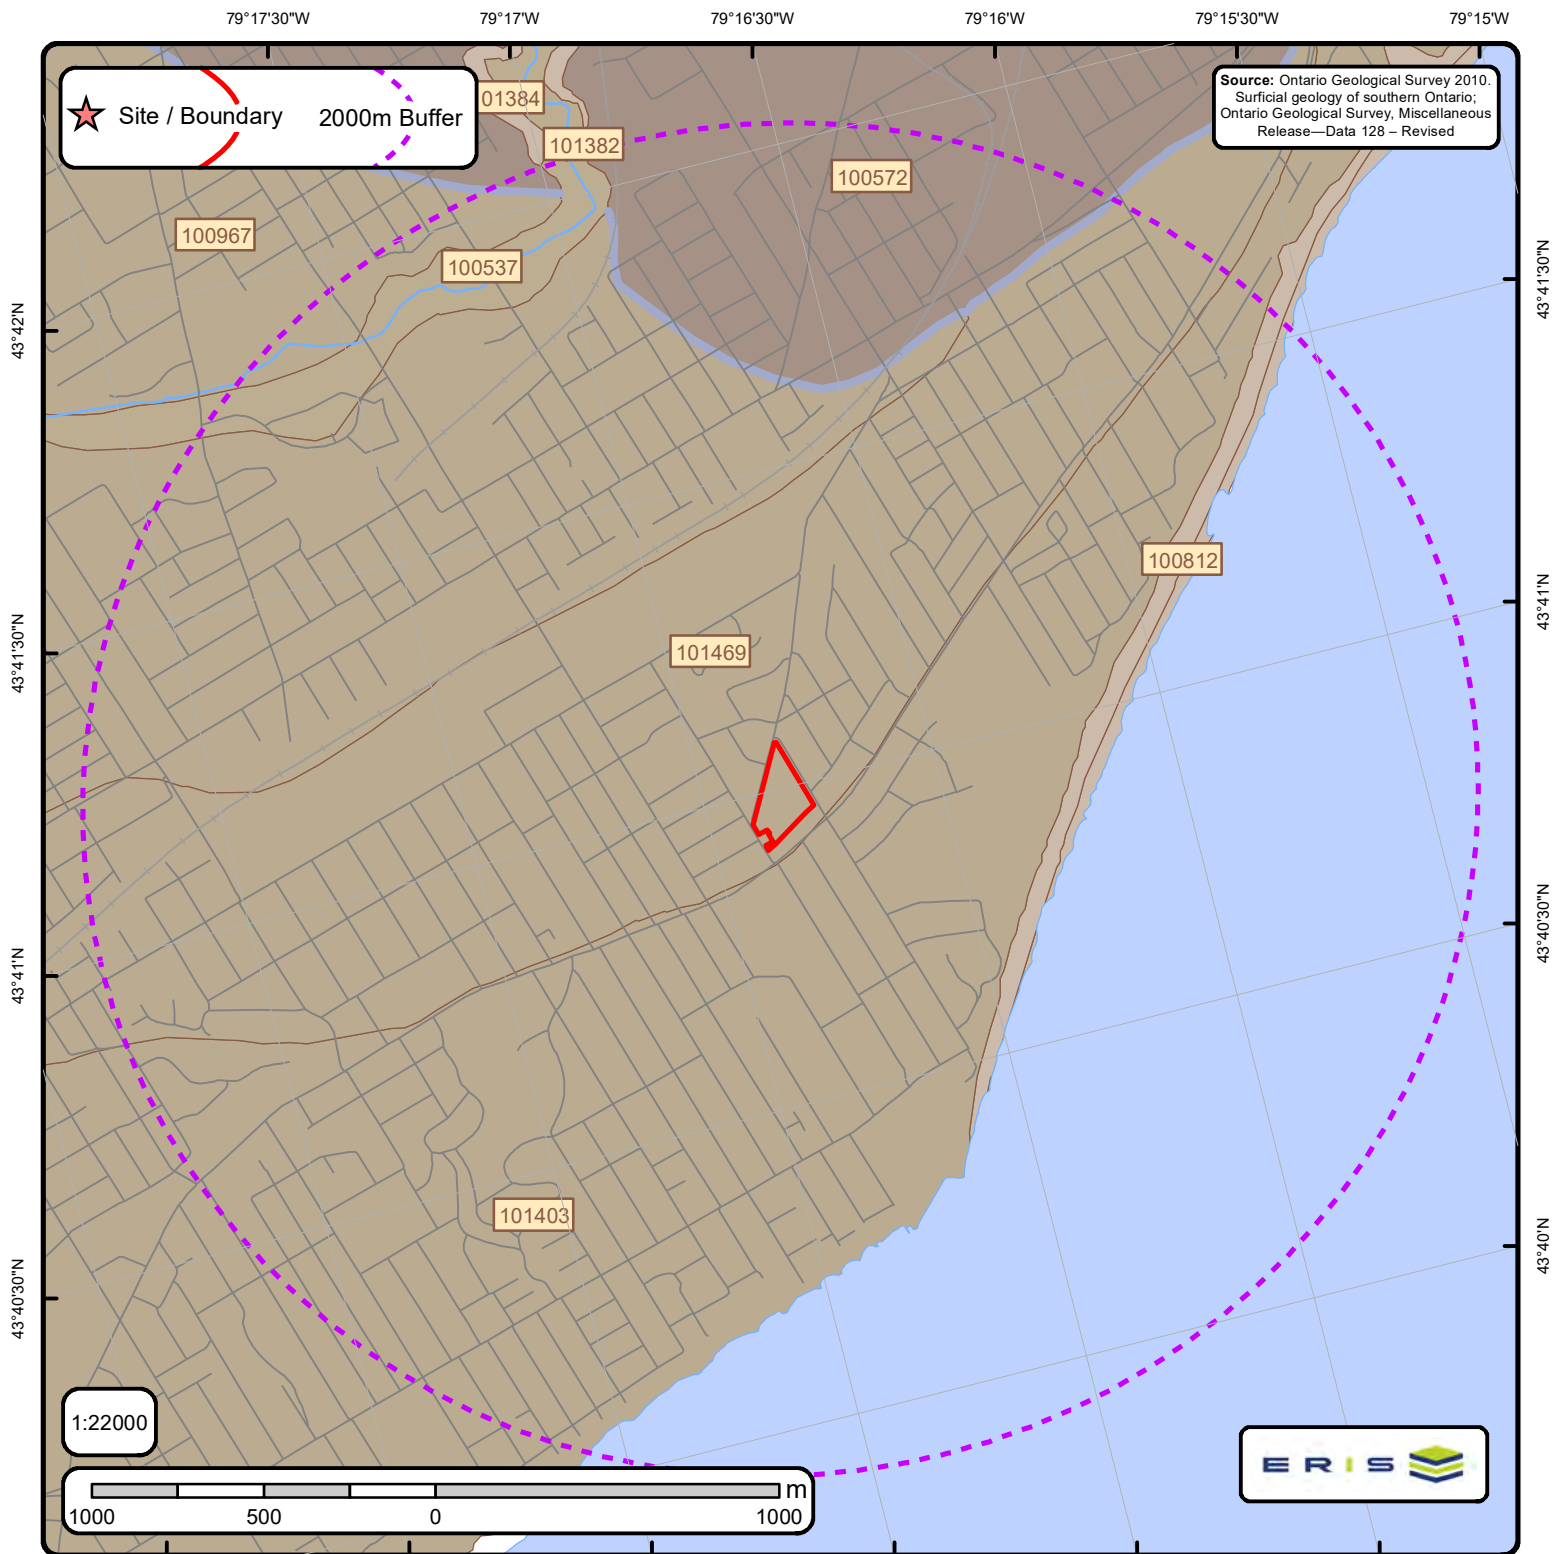 79°17'30"W
79°17'W
79°16'30"W
79°16'W
79°15'30"W
79°15'W
Site / Boundary
2000m Buffer
Source: Ontario Geological Survey 2010.
Surficial geology of southern Ontario;
Ontario Geological Survey, Miscellaneous
Release—Data 128 – Revised
01384
101382
100572
100967
100537
43°42'N
43°41'30"N
100812
43°41'N
101469
43°41'30"N
43°40'30"N
43°41'N
101403
43°40'N
43°40'30"N
1:22000
ERIS
m
1000
500
0
1000